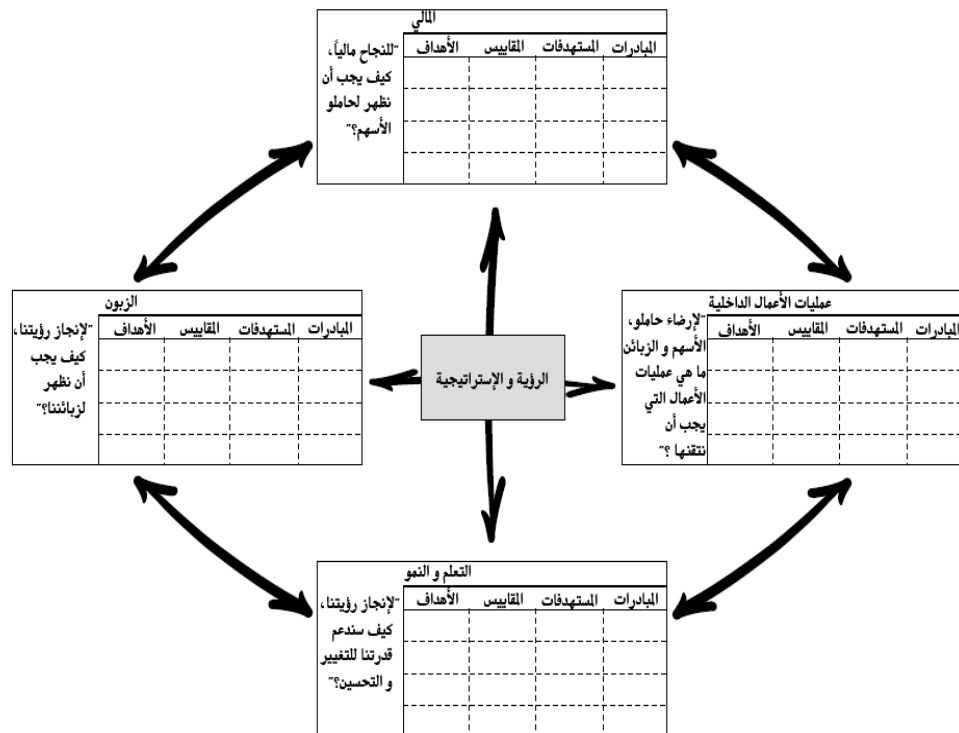 المالي
"للنجاح مالياً،
كيف يجب أن
نظهر لحاملو
الأسهم؟"
الأهداف المقاييس المستهدفات المبادرات
الزبون
"لإنجاز رؤيتنا،
كيف يجب
أن نظهر
لزبائننا؟"
الأهداف المقاييس المستهدفات المبادرات
الرؤية و الإستراتيجية
عمليات الأعمال الداخلية
"لإرضاء حاملو،
الأسهم و الزبائن
ما هي عمليات
الأعمال التي
يجب أن
نتقنها ؟"
الأهداف المقاييس المستهدفات المبادرات
التعلم و النمو
"لإنجاز رؤيتنا،
كيف سندعم
قدرتنا للتغيير
و التحسين؟"
الأهداف المقاييس المستهدفات المبادرات